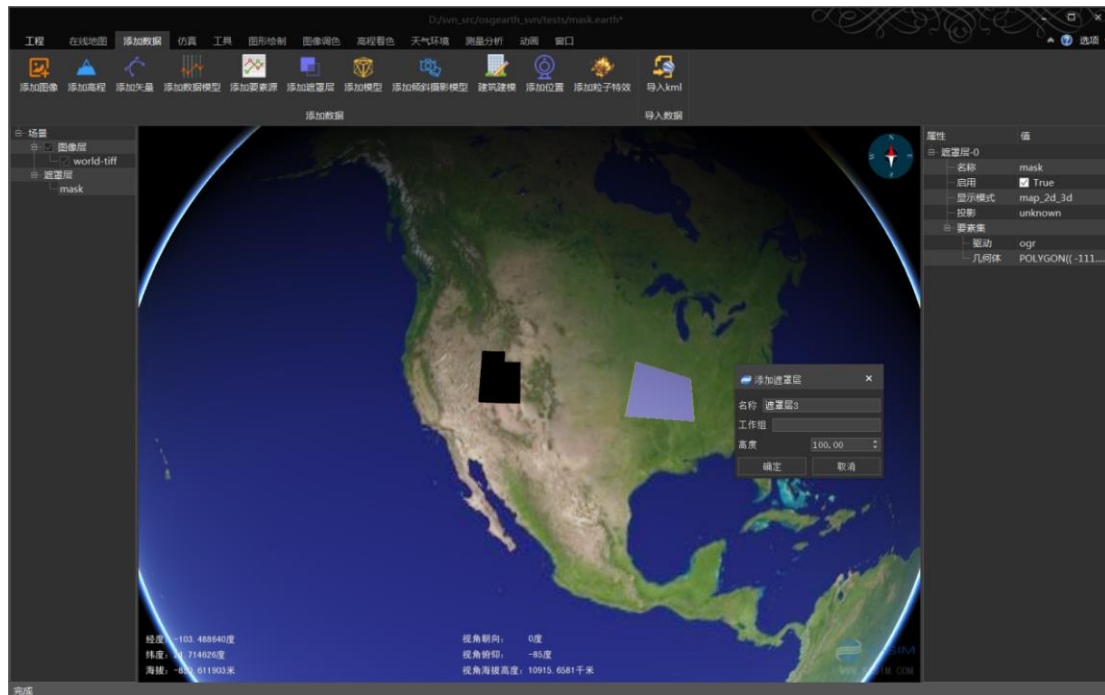 D:/svn_src/osgearth_svn/tests/mask.earth*
工程 在线地图 添加数据 仿真 工具 图形绘制 图像调色 高程着色 天气环境 测量分析 动画 窗口
选项
添加图像 添加高程 添加矢量 添加数据模型 添加要素源 添加遮罩层 添加模型 添加倾斜摄影模型 建筑建模 添加位置 添加粒子特效 导入kml
添加数据 导入数据
场景
图像层
world-tiff
遮罩层
mask
属性 值
遮罩层-0
名称 mask
启用 True
显示模式 map_2d_3d
投影 unknown
要素集
驱动 ogr
几何体 POLYGON(( -111....
添加遮罩层
名称 遮罩层3
工作组
高度 100.00
确定 取消
经度：-103.488640度 视角朝向： 0度
视角俯仰： -85度
视角海拔高度：10915.6581千米
完成